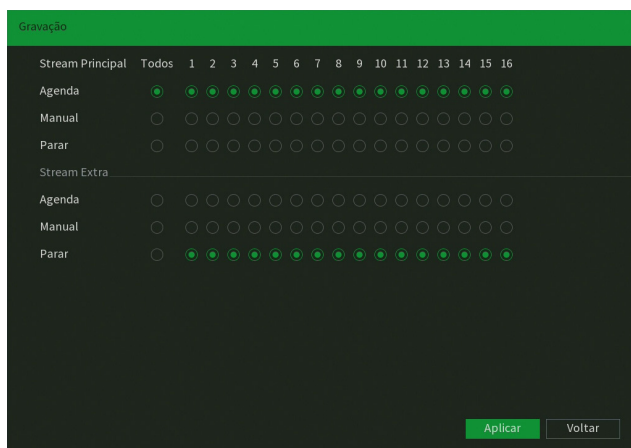 Gravação
Stream Principal Todos 1 2 3 4 5 6 7 8 9 10 11 12 13 14 15 16
Agenda
Manual
Parar
Stream Extra
Agenda
Manual
Parar
Aplicar Voltar